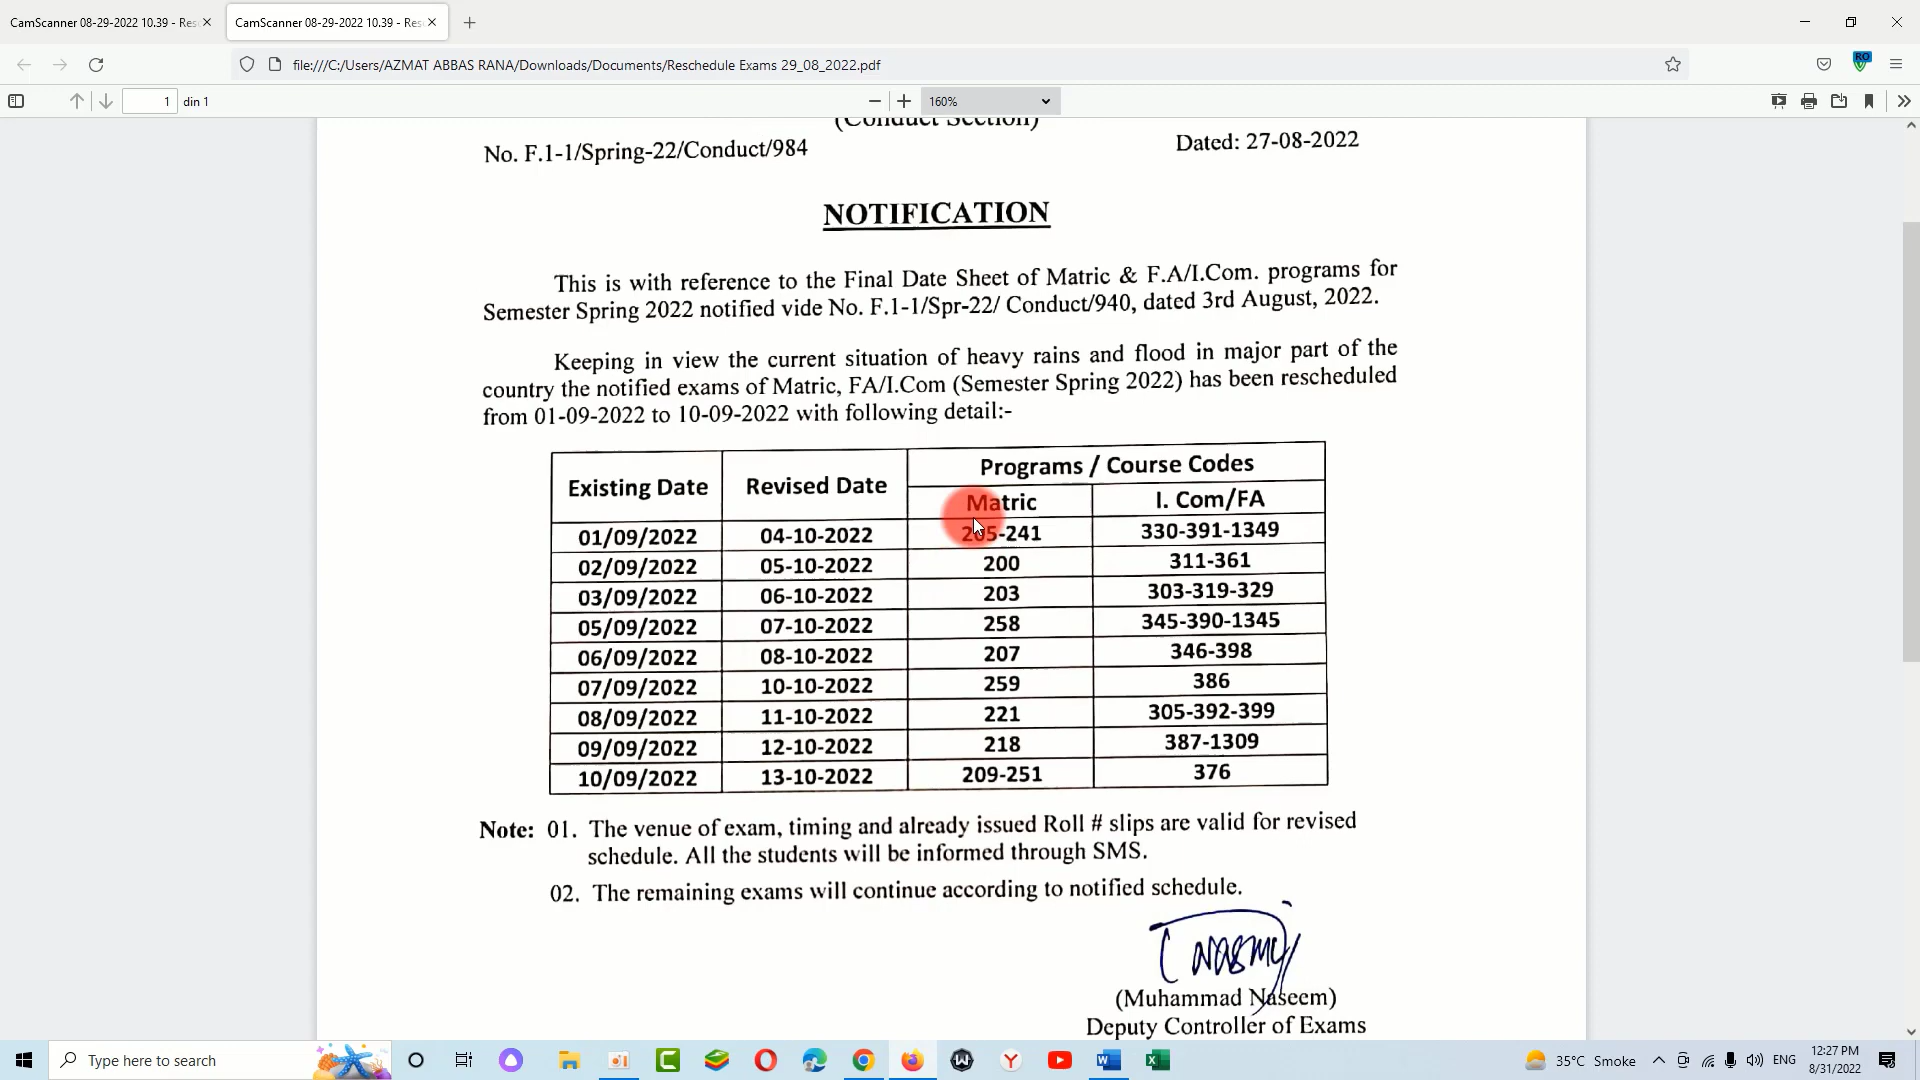 CamScanner 08-29-2022 10.39 - Res
CamScanner 08-29-2022 10.39 - Res
file:///C:/Users/AZMAT ABBAS RANA/Downloads/Documents/Reschedule Exams 29_08_2022.pdf
RO
1 din 1
160%
(Conduct Section)
No. F.1-1/Spring-22/Conduct/984 Dated: 27-08-2022
NOTIFICATION
This is with reference to the Final Date Sheet of Matric & F.A/I.Com. programs for
Semester Spring 2022 notified vide No. F.1-1/Spr-22/ Conduct/940, dated 3rd August, 2022.
Keeping in view the current situation of heavy rains and flood in major part of the
country the notified exams of Matric, FA/I.Com (Semester Spring 2022) has been rescheduled
from 01-09-2022 to 10-09-2022 with following detail:-
Existing Date Revised Date Programs / Course Codes
Matric I. Com/FA
01/09/2022 04-10-2022 205-241 330-391-1349
02/09/2022 05-10-2022 200 311-361
03/09/2022 06-10-2022 203 303-319-329
05/09/2022 07-10-2022 258 345-390-1345
06/09/2022 08-10-2022 207 346-398
07/09/2022 10-10-2022 259 386
08/09/2022 11-10-2022 221 305-392-399
09/09/2022 12-10-2022 218 387-1309
10/09/2022 13-10-2022 209-251 376
Note: 01. The venue of exam, timing and already issued Roll # slips are valid for revised
schedule. All the students will be informed through SMS.
02. The remaining exams will continue according to notified schedule.
(Muhammad Naseem)
Deputy Controller of Exams
Type here to search
35°C Smoke
ENG
12:27 PM
8/31/2022